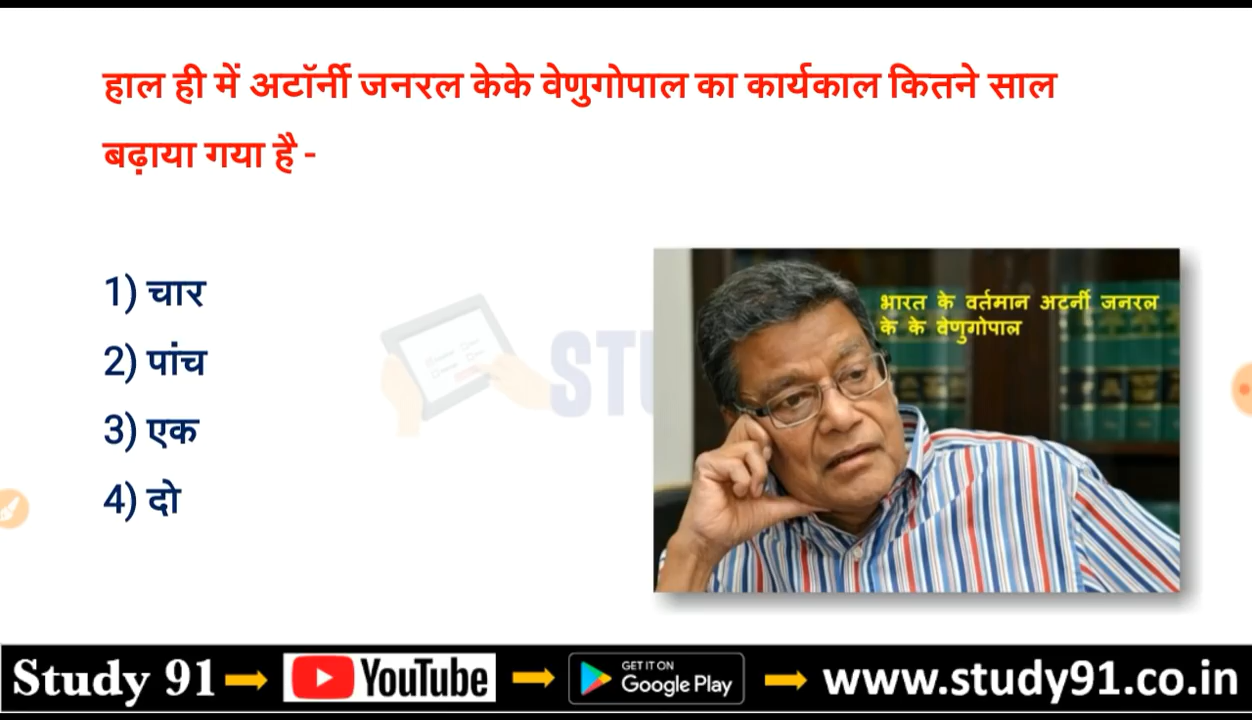 हाल ही में अटॉर्नी जनरल केके वेणुगोपाल का कार्यकाल कितने साल
बढ़ाया गया है -
1) चार
2) पांच
3) एक
4) दो
STU
भारत के वर्तमान अटर्नी जनरल
के के वेणुगोपाल
Study 91 YouTube GET IT ON Google Play www.study91.co.in